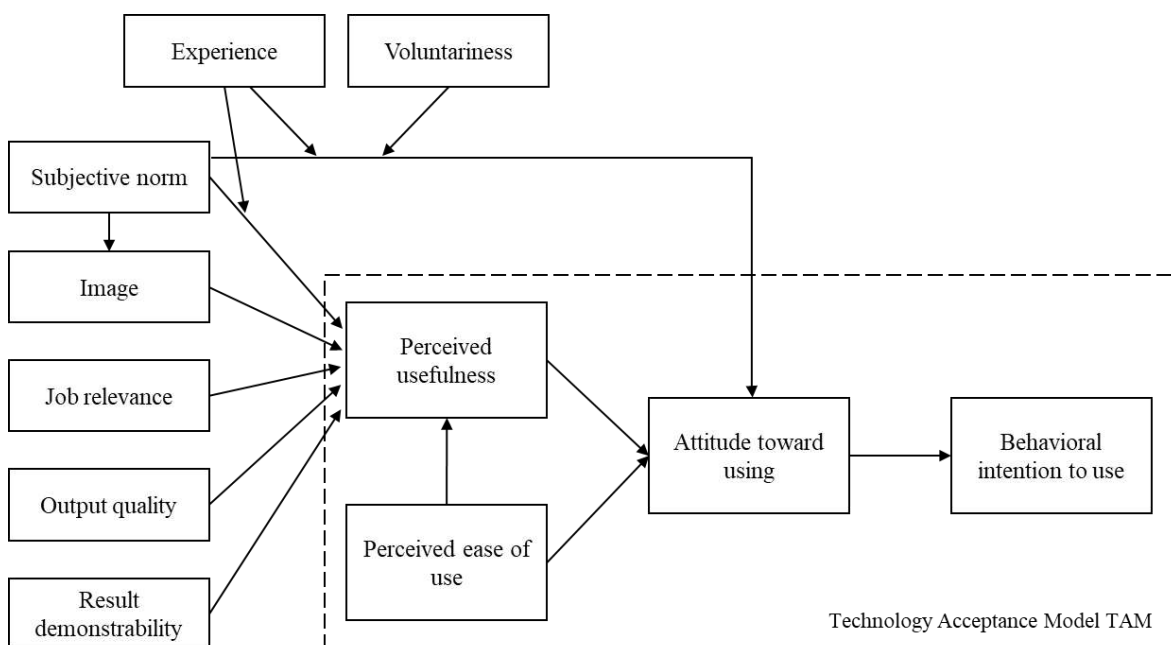 Experience
Voluntariness
Subjective norm
Image
Job relevance
Output quality
Result
demonstrability
Perceived
usefulness
Perceived ease of
use
Attitude toward
using
Behavioral
intention to use
Technology Acceptance Model TAM